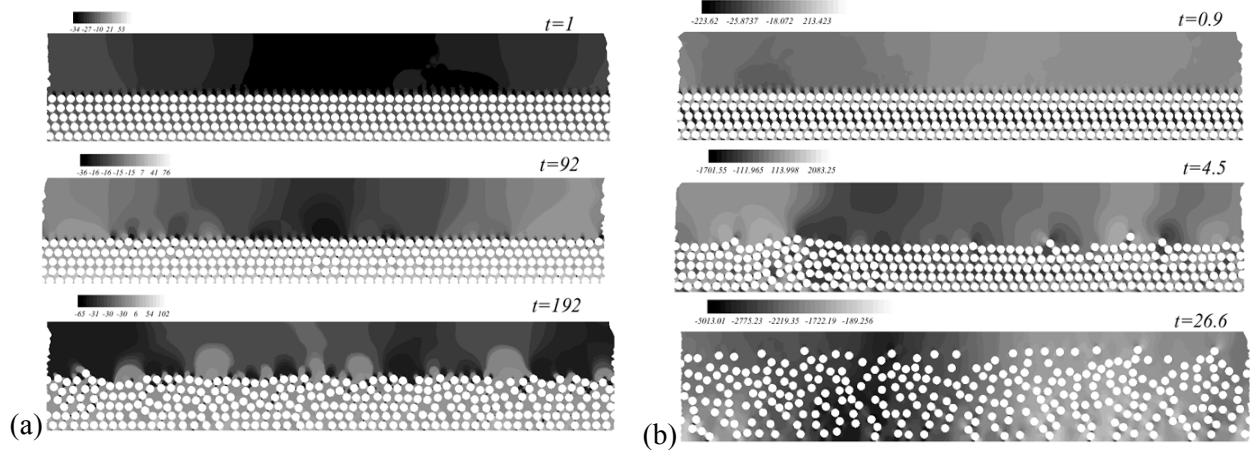 t=1
-34 -27 -10 21 53
t=92
-36 -16 -16 -15 -15 7 41 76
t=192
-65 -31 -30 -30 6 54 102
(a)
t=0.9
-223.62 -25.8737 -18.072 213.423
t=4.5
-1701.55 -111.965 113.998 2083.25
t=26.6
-5013.01 -2775.23 -2219.35 -1722.19 -189.256
(b)